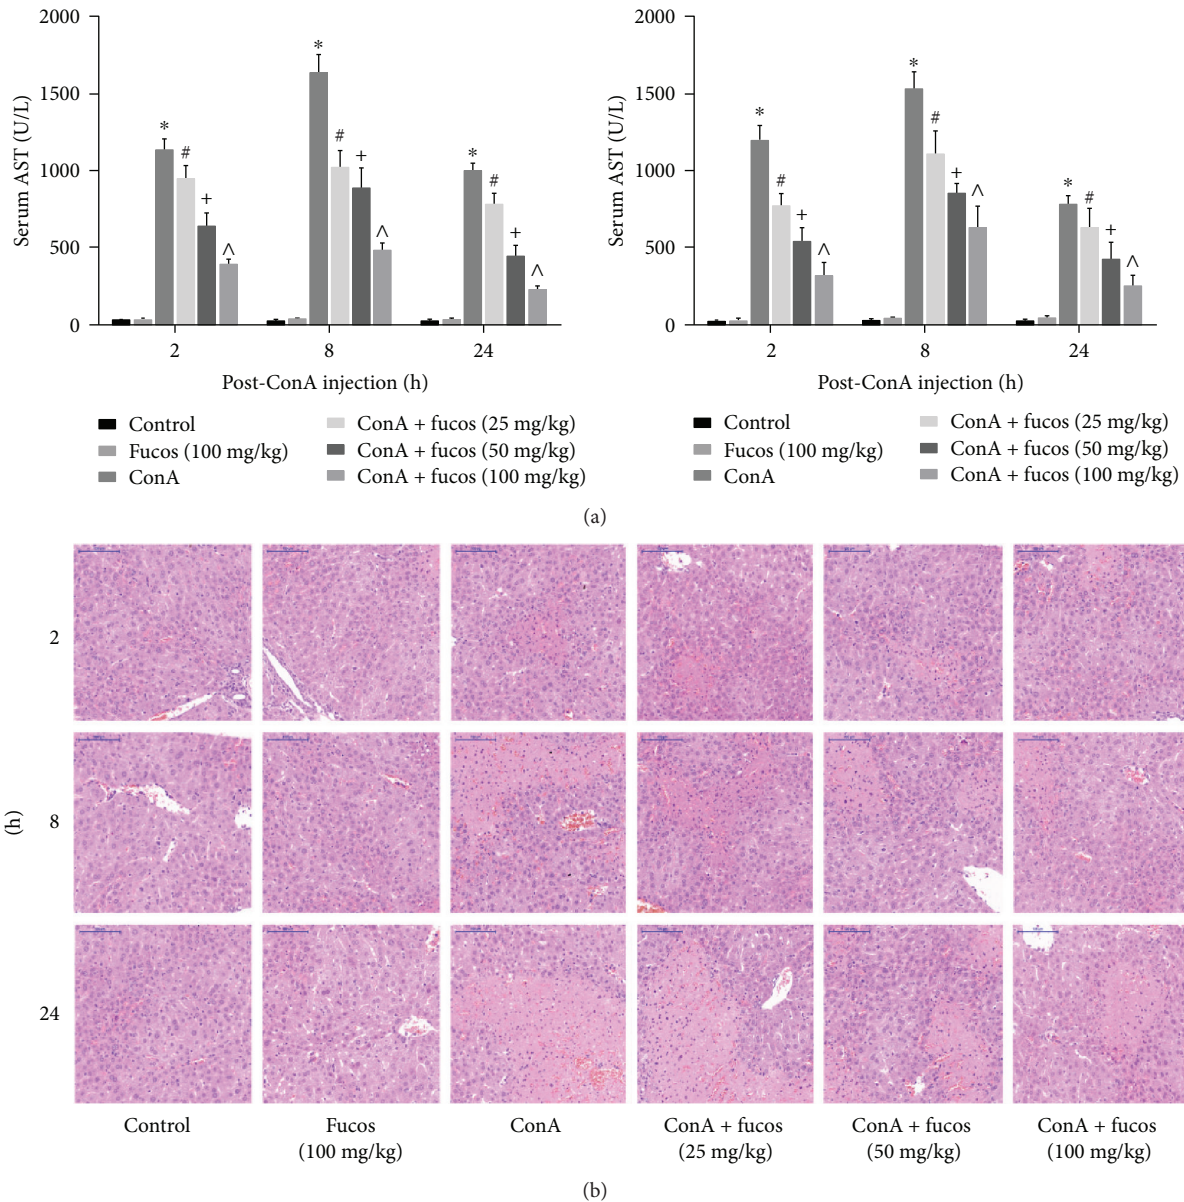 2000
1500
1000
500
0
Serum AST (U/L)
* # + ^
* # + ^
* # + ^
2 8 24
Post-ConA injection (h)
Control
Fucos (100 mg/kg)
ConA
ConA + fucos (25 mg/kg)
ConA + fucos (50 mg/kg)
ConA + fucos (100 mg/kg)
2000
1500
1000
500
0
Serum AST (U/L)
* # + ^
* # + ^
* # + ^
2 8 24
Post-ConA injection (h)
Control
Fucos (100 mg/kg)
ConA
ConA + fucos (25 mg/kg)
ConA + fucos (50 mg/kg)
ConA + fucos (100 mg/kg)
(a)
2
8
24
(h)
Control
Fucos
(100 mg/kg)
ConA
ConA + fucos
(25 mg/kg)
ConA + fucos
(50 mg/kg)
ConA + fucos
(100 mg/kg)
(b)